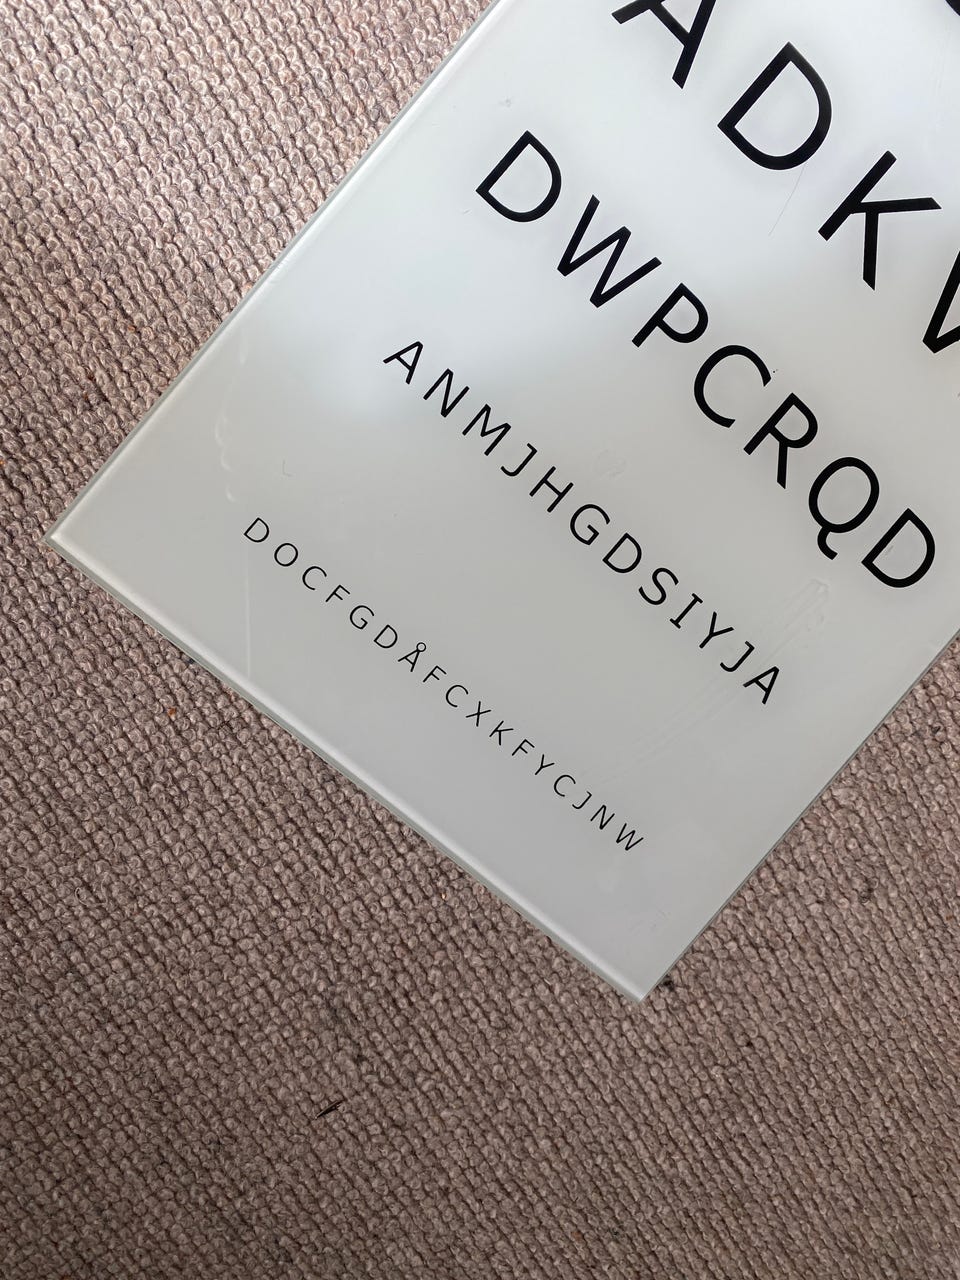 ADK
DWPCRQD
ANMJHGDSIYJA
DOCFGDÅFCXKFYCJNW